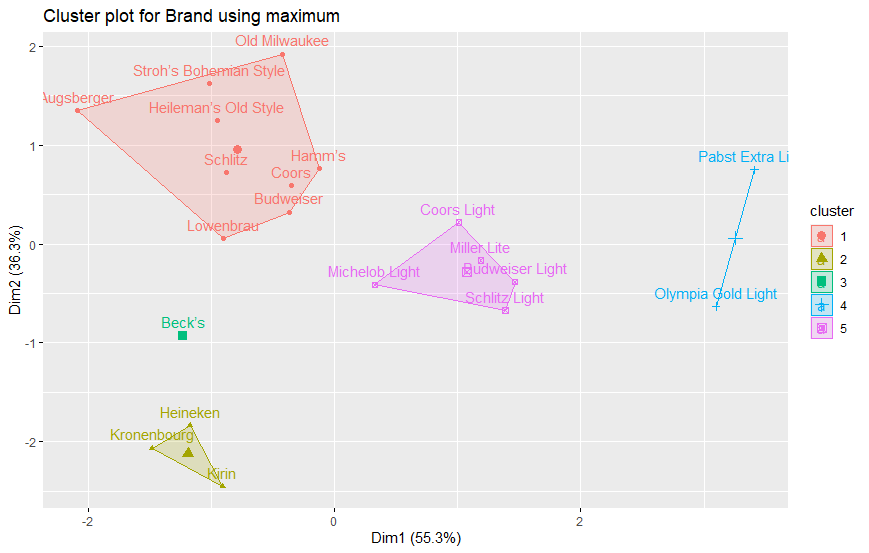 Cluster plot for Brand using maximum
Old Milwaukee
Stroh's Bohemian Style
Augsberger
Heileman's Old Style
Hamm's
Schlitz
Coors
Budweiser
Lowenbrau
Pabst Extra Li
Coors Light
Miller Lite
Michelob Light
Budweiser Light
Schlitz Light
Olympia Gold Light
Beck's
Heineken
Kronenbourg
Kirin
2
1
0
-1
-2
Dim2 (36.3%)
-2
0
2
Dim1 (55.3%)
cluster
1
2
3
4
5